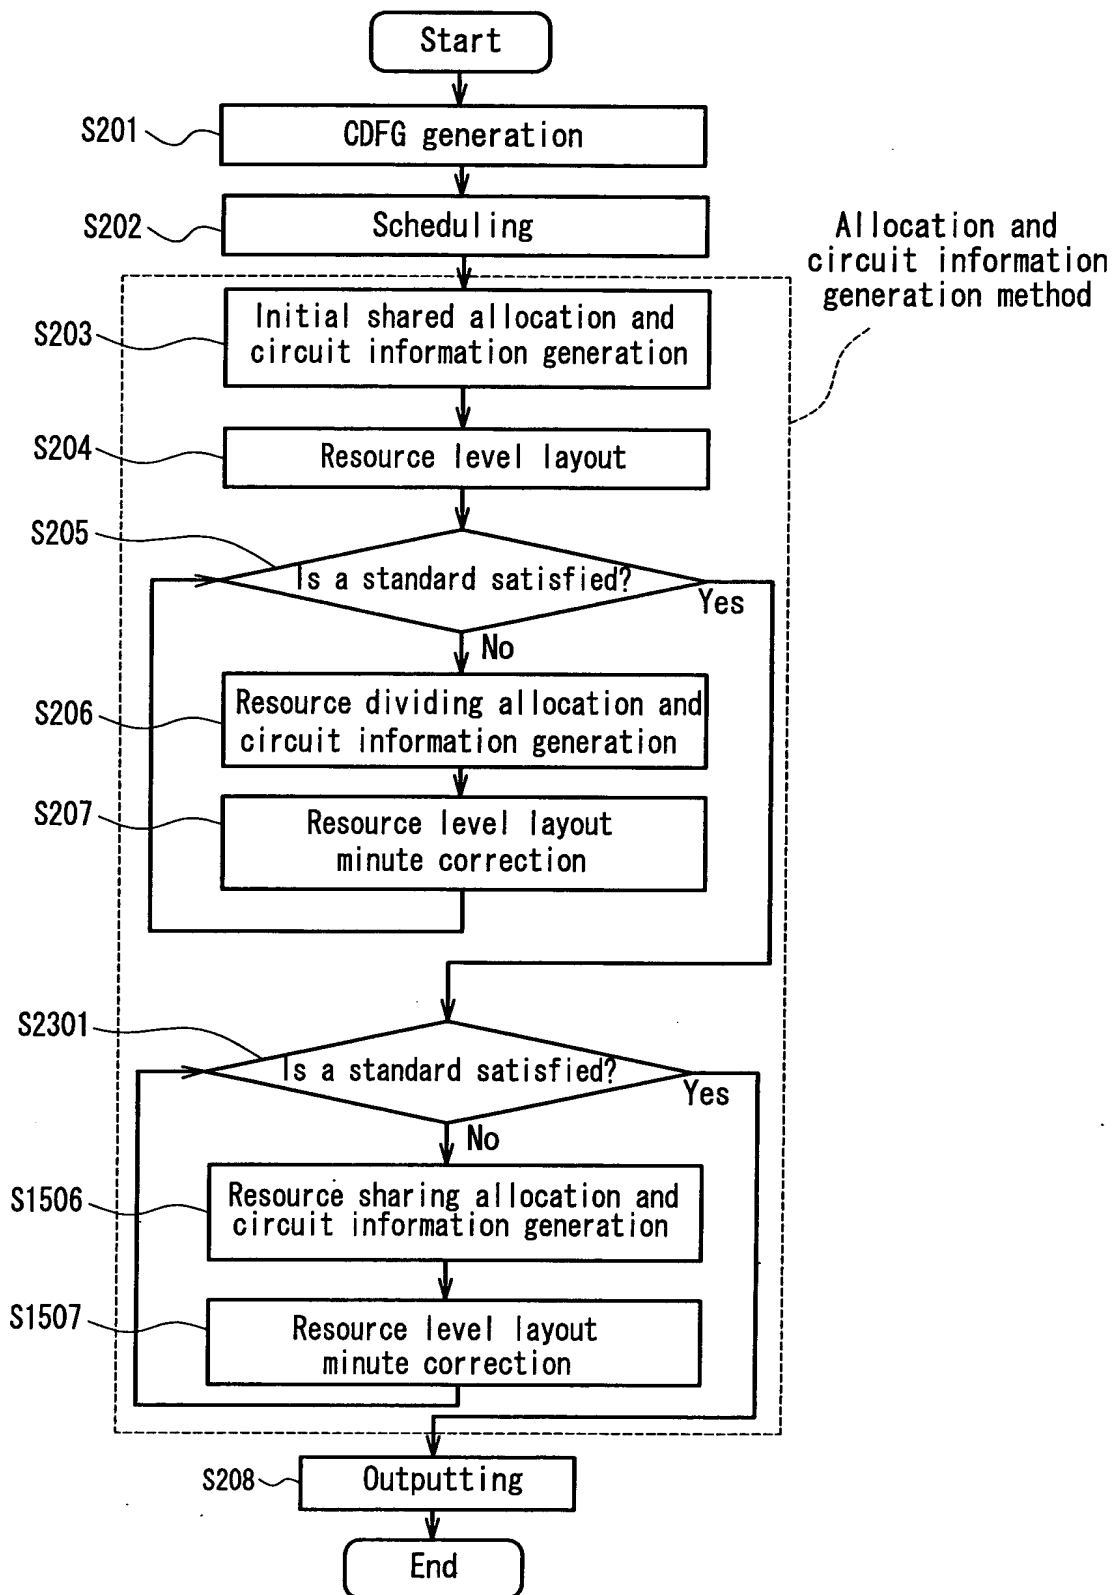 Start
S201
CDFG generation
S202
Scheduling
Allocation and
circuit information
generation method
S203
Initial shared allocation and
circuit information generation
S204
Resource level layout
S205
Is a standard satisfied?
Yes
No
S206
Resource dividing allocation and
circuit information generation
S207
Resource level layout
minute correction
S2301
Is a standard satisfied?
Yes
No
S1506
Resource sharing allocation and
circuit information generation
S1507
Resource level layout
minute correction
S208
Outputting
End